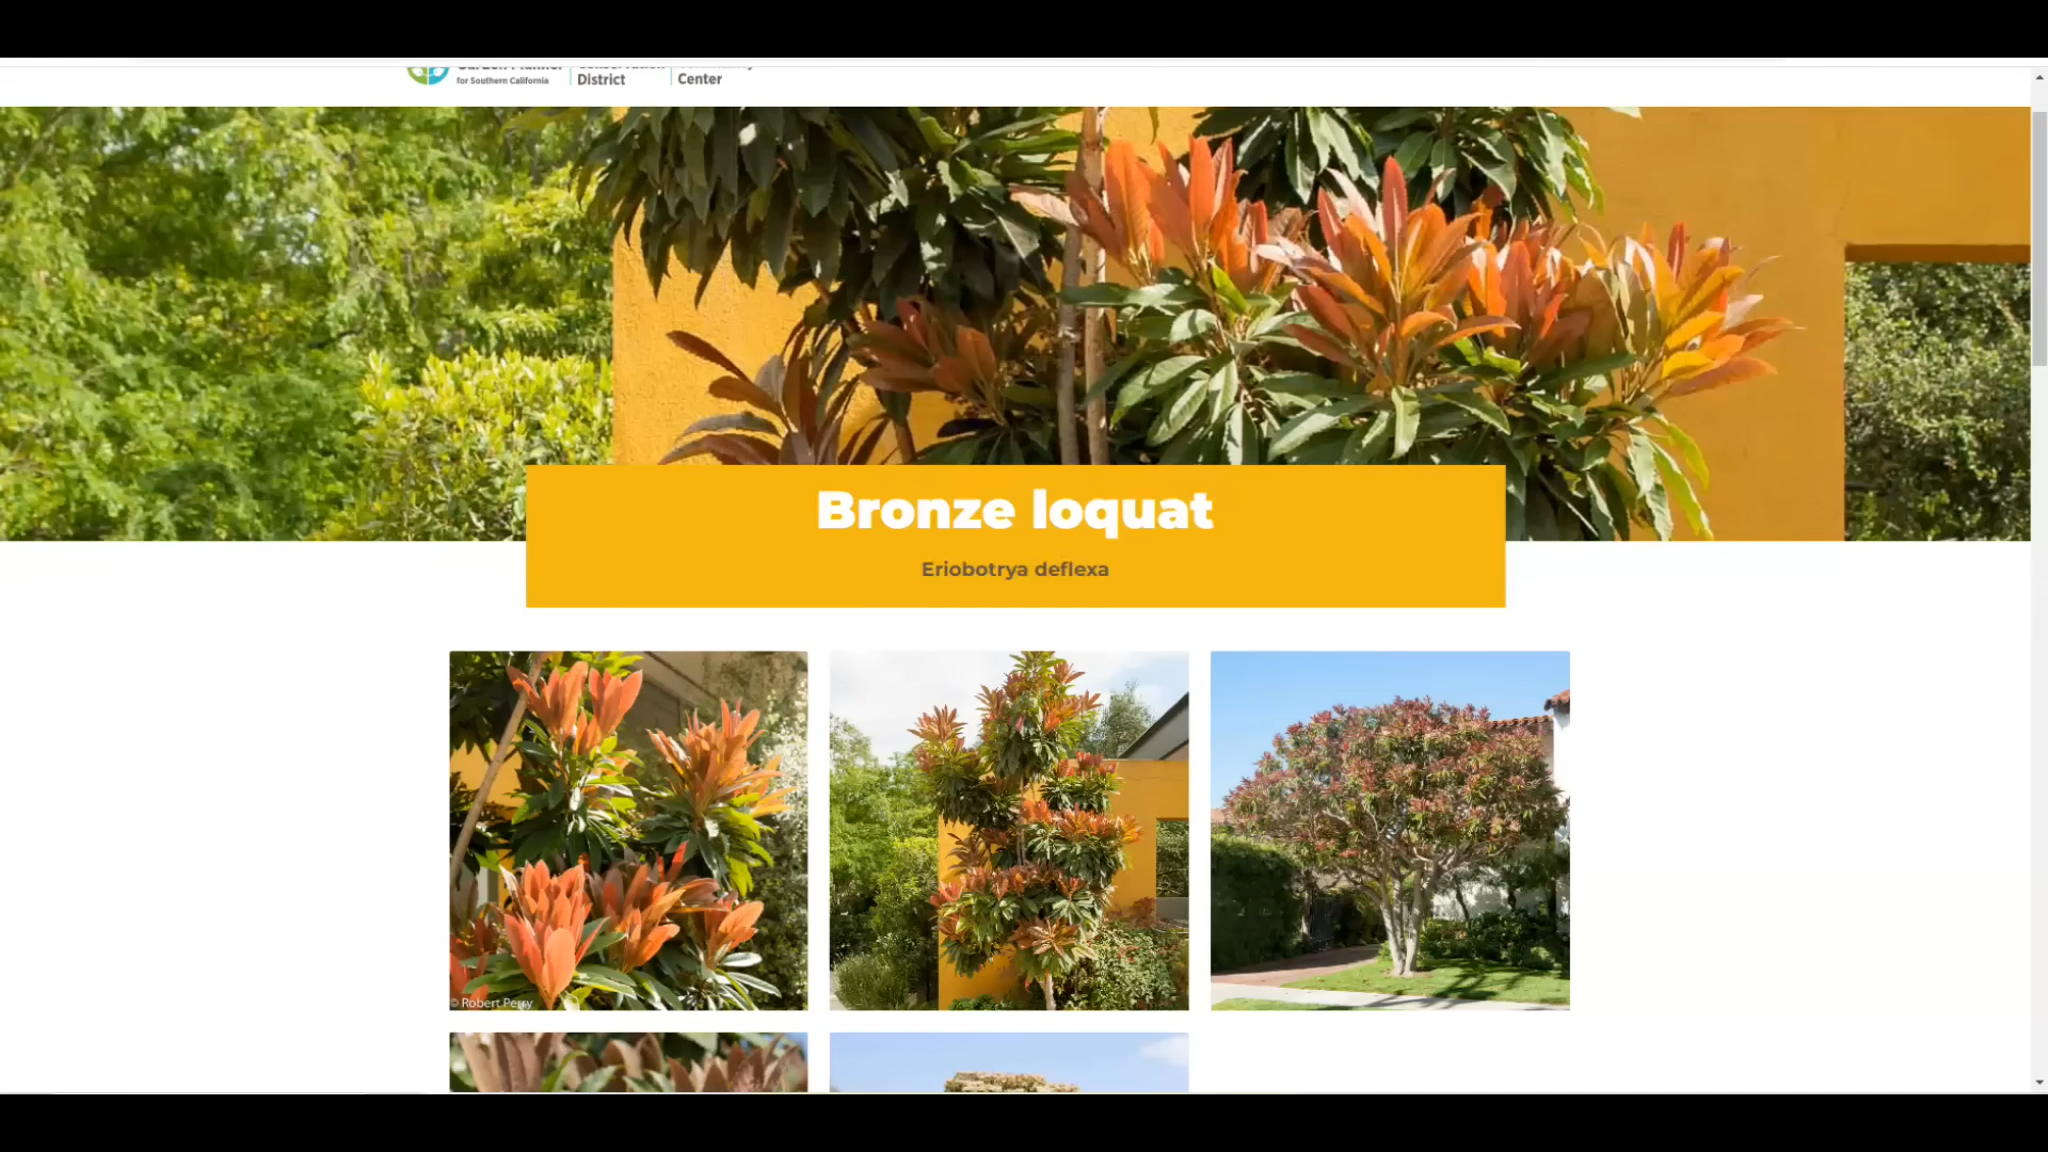 for Southern California
District
Center
Bronze loquat
Eriobotrya deflexa
© Robert Perry